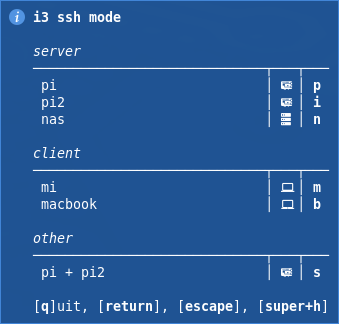 i3 ssh mode
server
pi p
pi2 i
nas n
client
mi m
macbook b
other
pi + pi2 s
[q]uit, [return], [escape], [super+h]